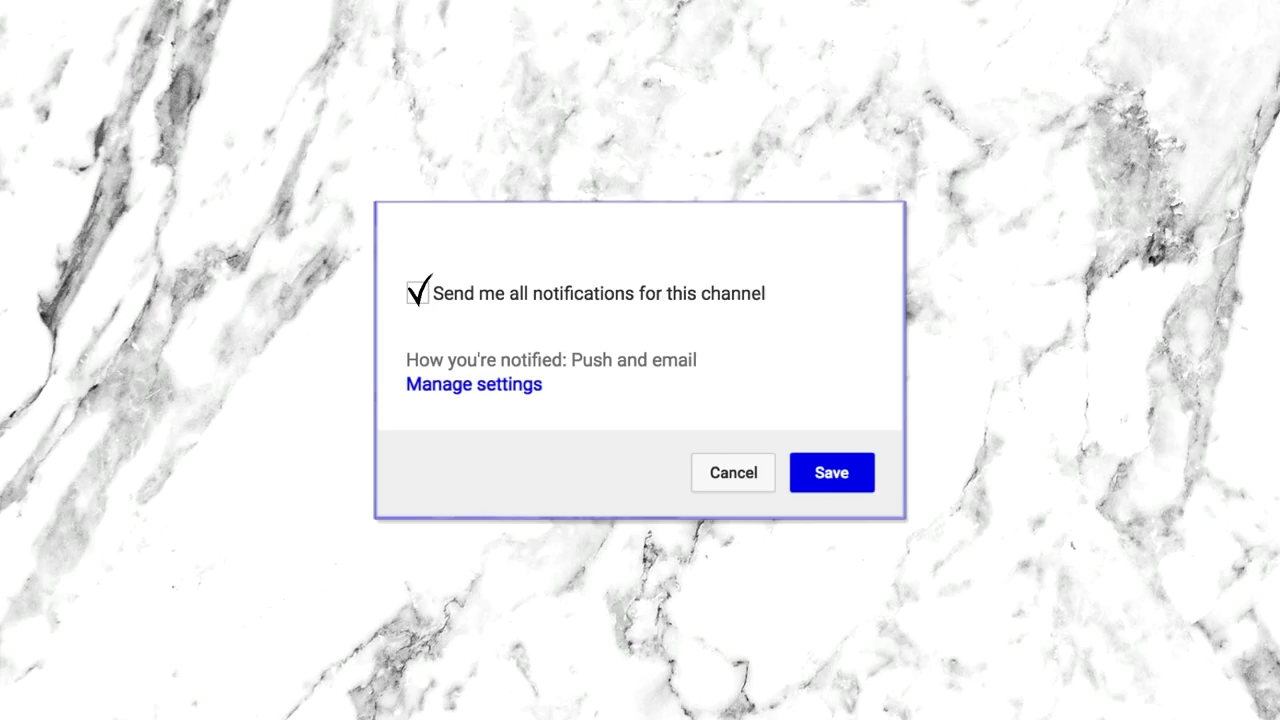 Send me all notifications for this channel
How you're notified: Push and email
Manage settings
Cancel Save